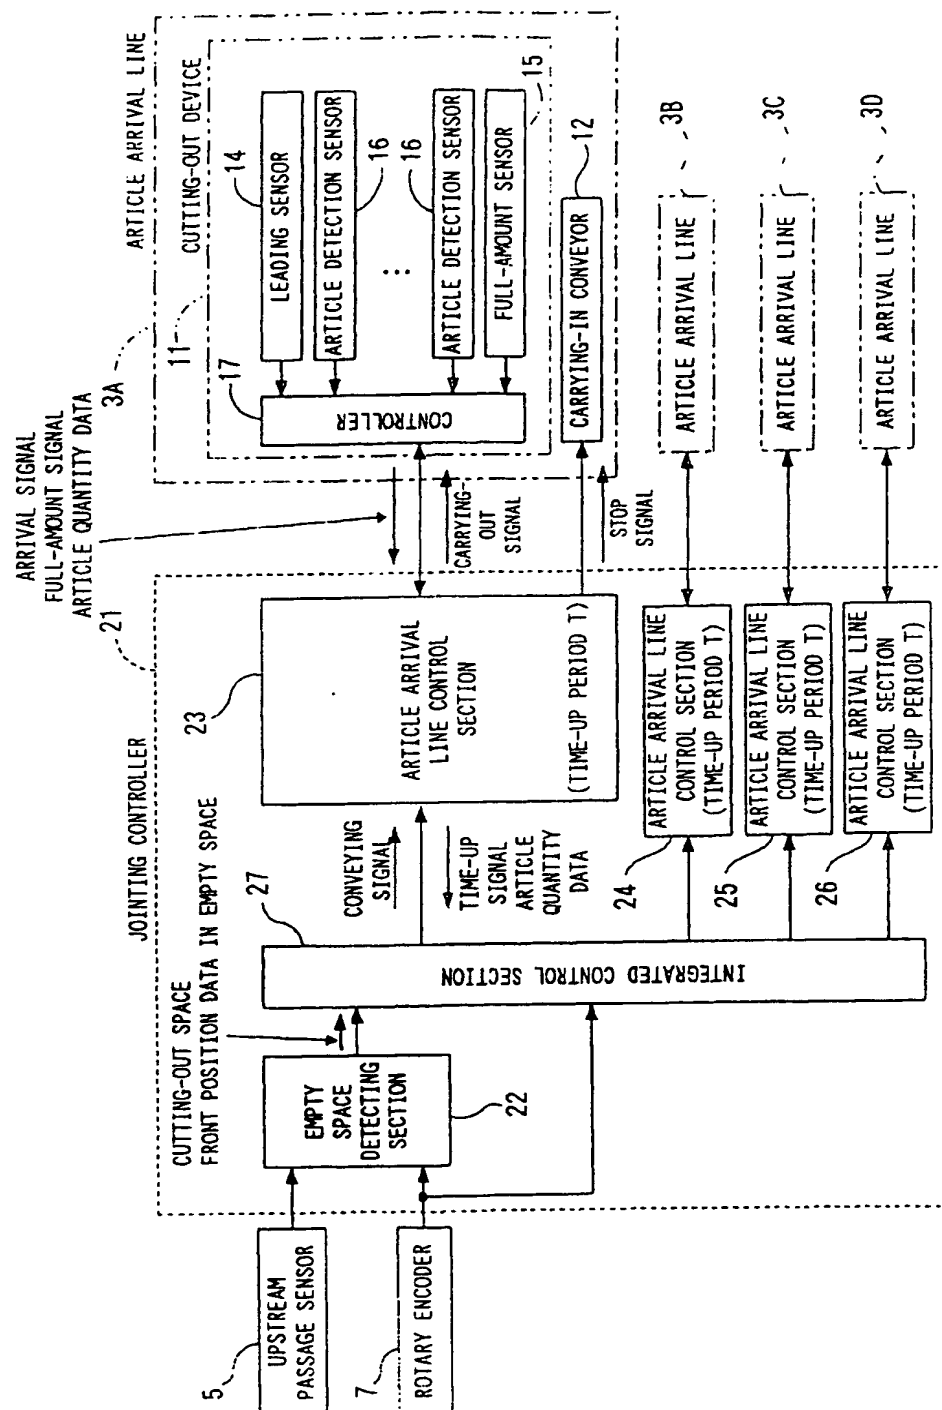 5
UPSTREAM
PASSAGE SENSOR
7
ROTARY ENCODER
JOINTING CONTROLLER
21
CUTTING-OUT SPACE
FRONT POSITION DATA IN EMPTY SPACE
EMPTY
SPACE
DETECTING
SECTION
22
27
INTEGRATED CONTROL SECTION
CONVEYING
SIGNAL
TIME-UP
SIGNAL
ARTICLE
QUANTITY
DATA
23
ARTICLE ARRIVAL
LINE CONTROL
SECTION
(TIME-UP PERIOD T)
24
ARTICLE ARRIVAL LINE
CONTROL SECTION
(TIME-UP PERIOD T)
25
ARTICLE ARRIVAL LINE
CONTROL SECTION
(TIME-UP PERIOD T)
26
ARTICLE ARRIVAL LINE
CONTROL SECTION
(TIME-UP PERIOD T)
ARRIVAL SIGNAL
FULL-AMOUNT SIGNAL
ARTICLE QUANTITY DATA
CARRYING-
OUT
SIGNAL
STOP
SIGNAL
3A
ARTICLE ARRIVAL LINE
11
CUTTING-OUT DEVICE
17
CONTROLLER
14
LEADING SENSOR
ARTICLE DETECTION SENSOR
16
...
16
ARTICLE DETECTION SENSOR
FULL-AMOUNT SENSOR
15
CARRYING-IN CONVEYOR
12
ARTICLE ARRIVAL LINE
3B
ARTICLE ARRIVAL LINE
3C
ARTICLE ARRIVAL LINE
3D